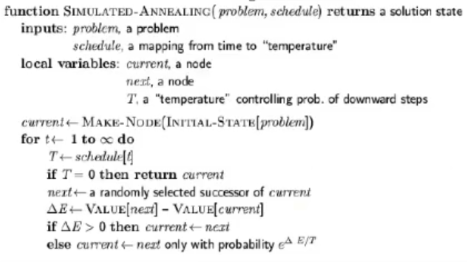 function SIMULATED-ANNEALING( problem, schedule) returns a solution state
inputs: problem, a problem
schedule, a mapping from time to "temperature"
local variables: current, a node
next, a node
T, a "temperature" controlling prob. of downward steps
current ← MAKE-NODE(INITIAL-STATE[problem])
for t ← 1 to ∞ do
T ← schedule[t]
if T = 0 then return current
next ← a randomly selected successor of current
ΔE ← VALUE[next] – VALUE[current]
if ΔE > 0 then current ← next
else current ← next only with probability e^Δ E/T